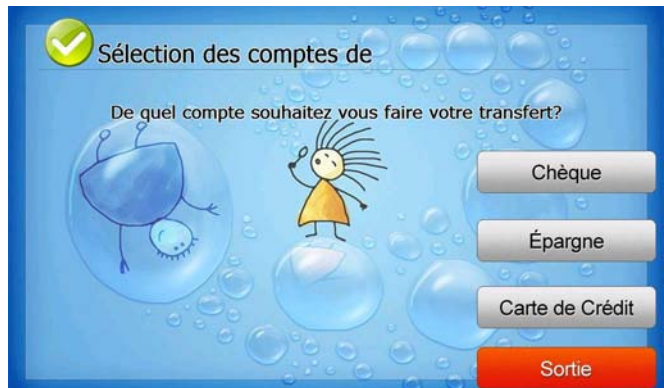 Sélection des comptes de
De quel compte souhaitez vous faire votre transfert?
Chèque
Épargne
Carte de Crédit
Sortie